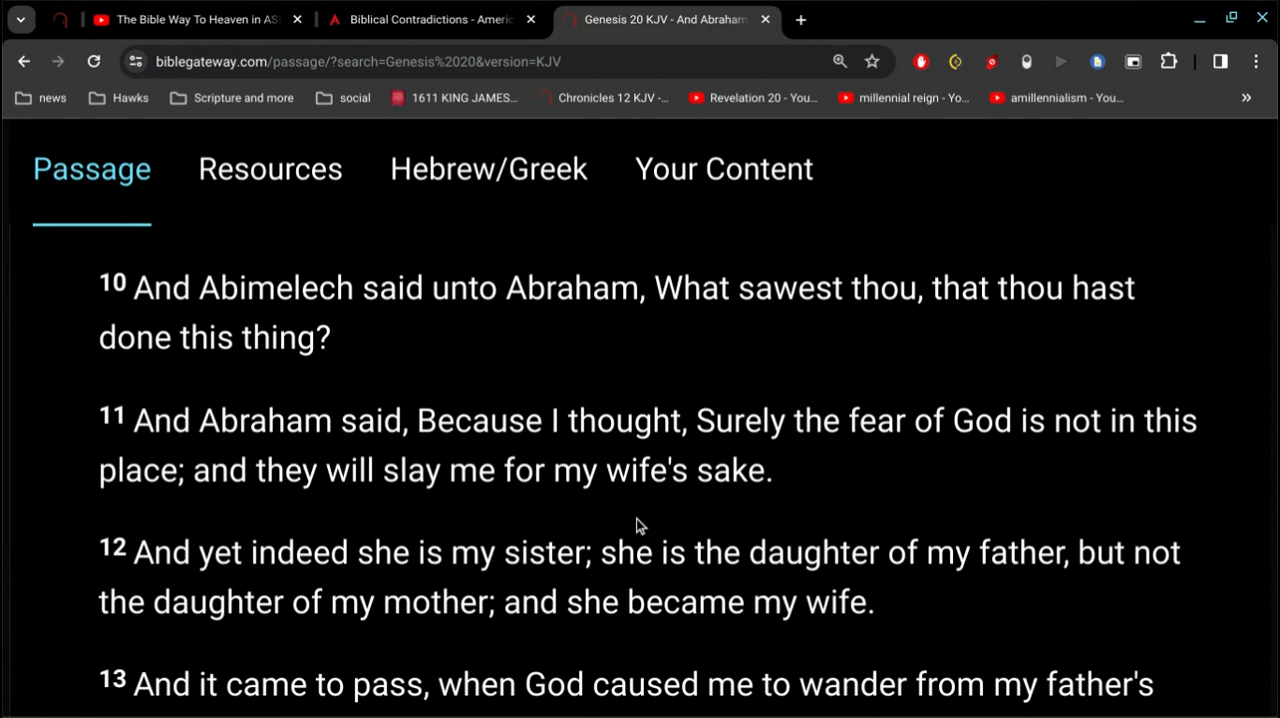 The Bible Way To Heaven in AS
Biblical Contradictions - Americ
Genesis 20 KJV - And Abraham
biblegateway.com/passage/?search=Genesis%2020&version=KJV
news Hawks Scripture and more social 1611 KING JAMES... Chronicles 12 KJV -... Revelation 20 - You... millennial reign - Yo... amillennialism - You...
Passage Resources Hebrew/Greek Your Content
10 And Abimelech said unto Abraham, What sawest thou, that thou hast
done this thing?
11 And Abraham said, Because I thought, Surely the fear of God is not in this
place; and they will slay me for my wife's sake.
12 And yet indeed she is my sister; she is the daughter of my father, but not
the daughter of my mother; and she became my wife.
13 And it came to pass, when God caused me to wander from my father's